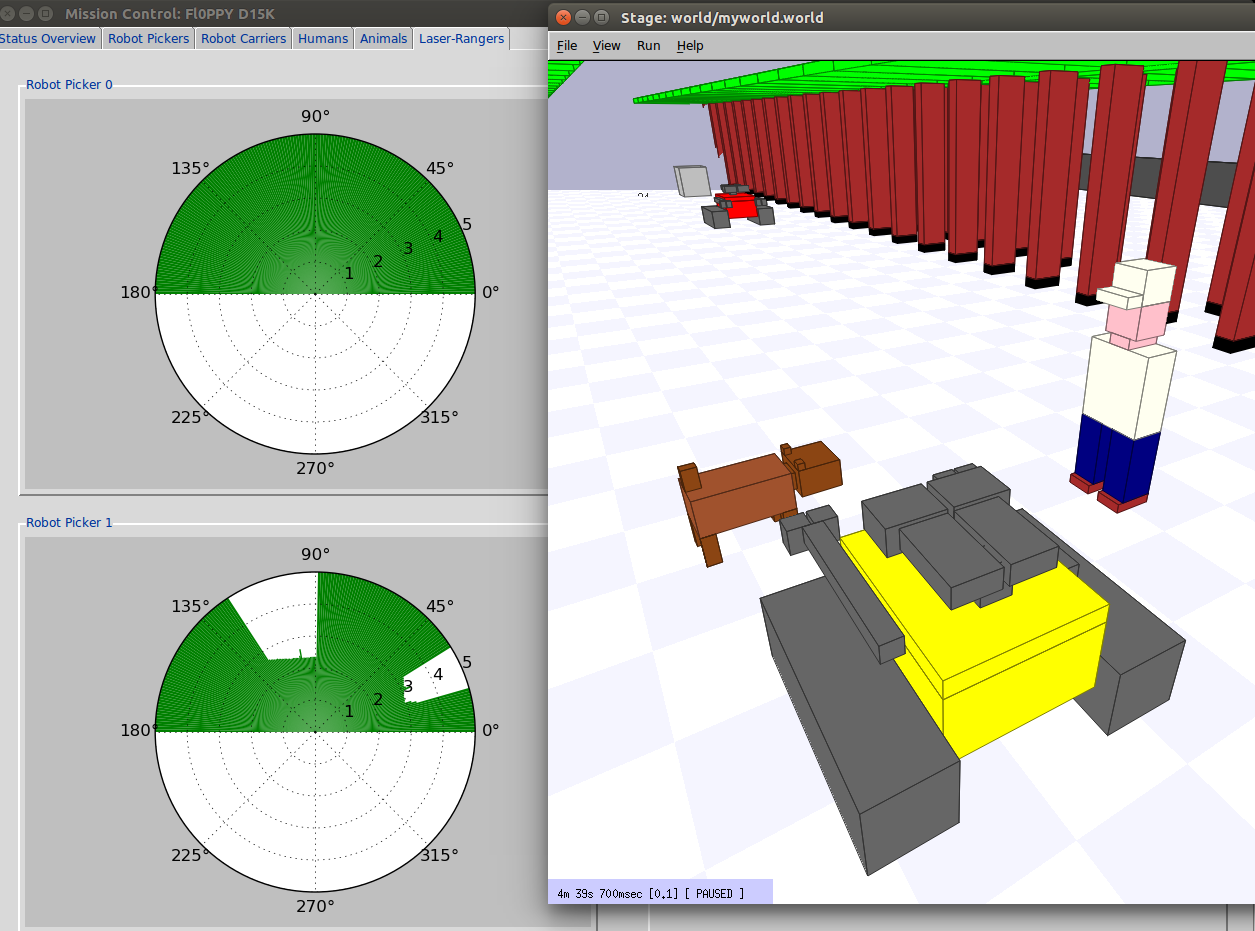 Mission Control: Fl0PPY D15K
Status Overview
Robot Pickers
Robot Carriers
Humans
Animals
Laser-Rangers
Robot Picker 0
90°
135°
45°
5
4
3
2
1
180°
0°
225°
315°
270°
Robot Picker 1
90°
135°
45°
5
4
3
2
1
180°
0°
225°
315°
270°
Stage: world/myworld.world
File View Run Help
4m 39s 700msec [0.1] [ PAUSED ]